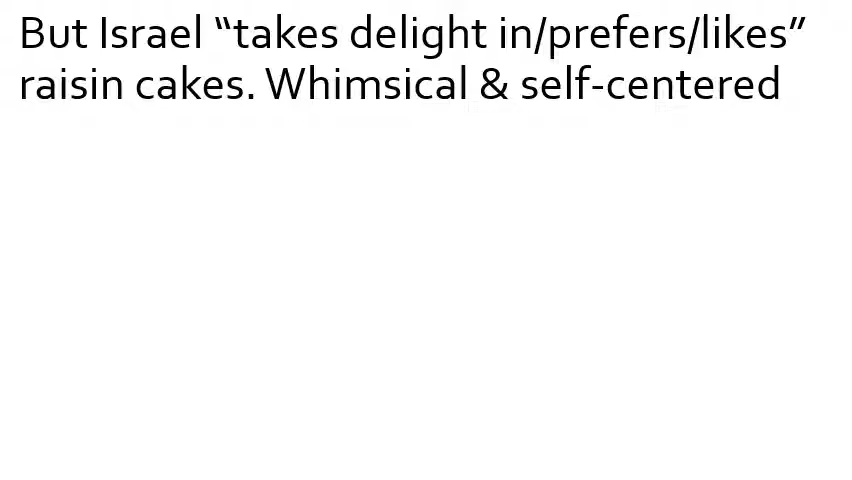 But Israel “takes delight in/prefers/likes”
raisin cakes. Whimsical & self-centered